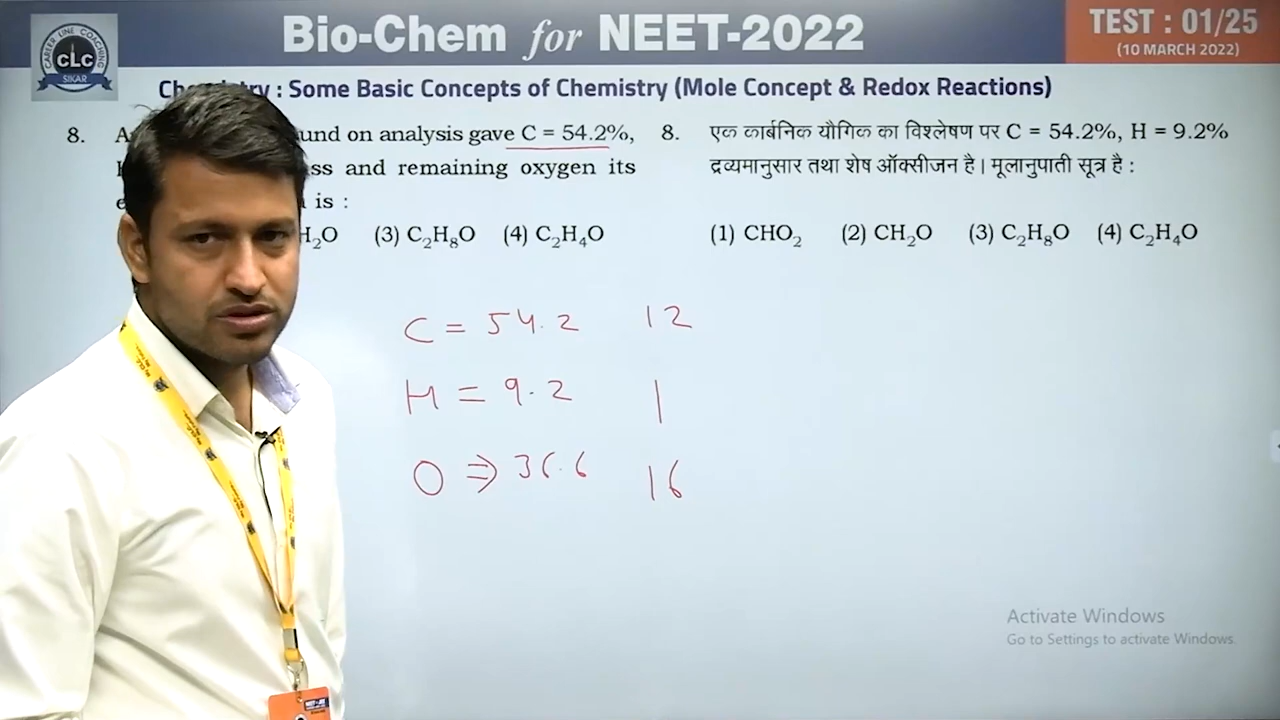 Bio-Chem for NEET-2022
TEST : 01/25
(10 MARCH 2022)
CAREER LINE COACHING
CLC
SIKAR
: Some Basic Concepts of Chemistry (Mole Concept & Redox Reactions)
8. on analysis gave C = 54.2%,
and remaining oxygen its
is :
(3) C₂H₈O (4) C₂H₄O
8. एक कार्बनिक यौगिक का विश्लेषण पर C = 54.2%, H = 9.2%
द्रव्यमानुसार तथा शेष ऑक्सीजन है। मूलानुपाती सूत्र है :
(1) CHO₂ (2) CH₂O (3) C₂H₈O (4) C₂H₄O
C = 54.2 12
H = 9.2 1
O ⇒ 36.6 16
Activate Windows
Go to Settings to activate Windows.